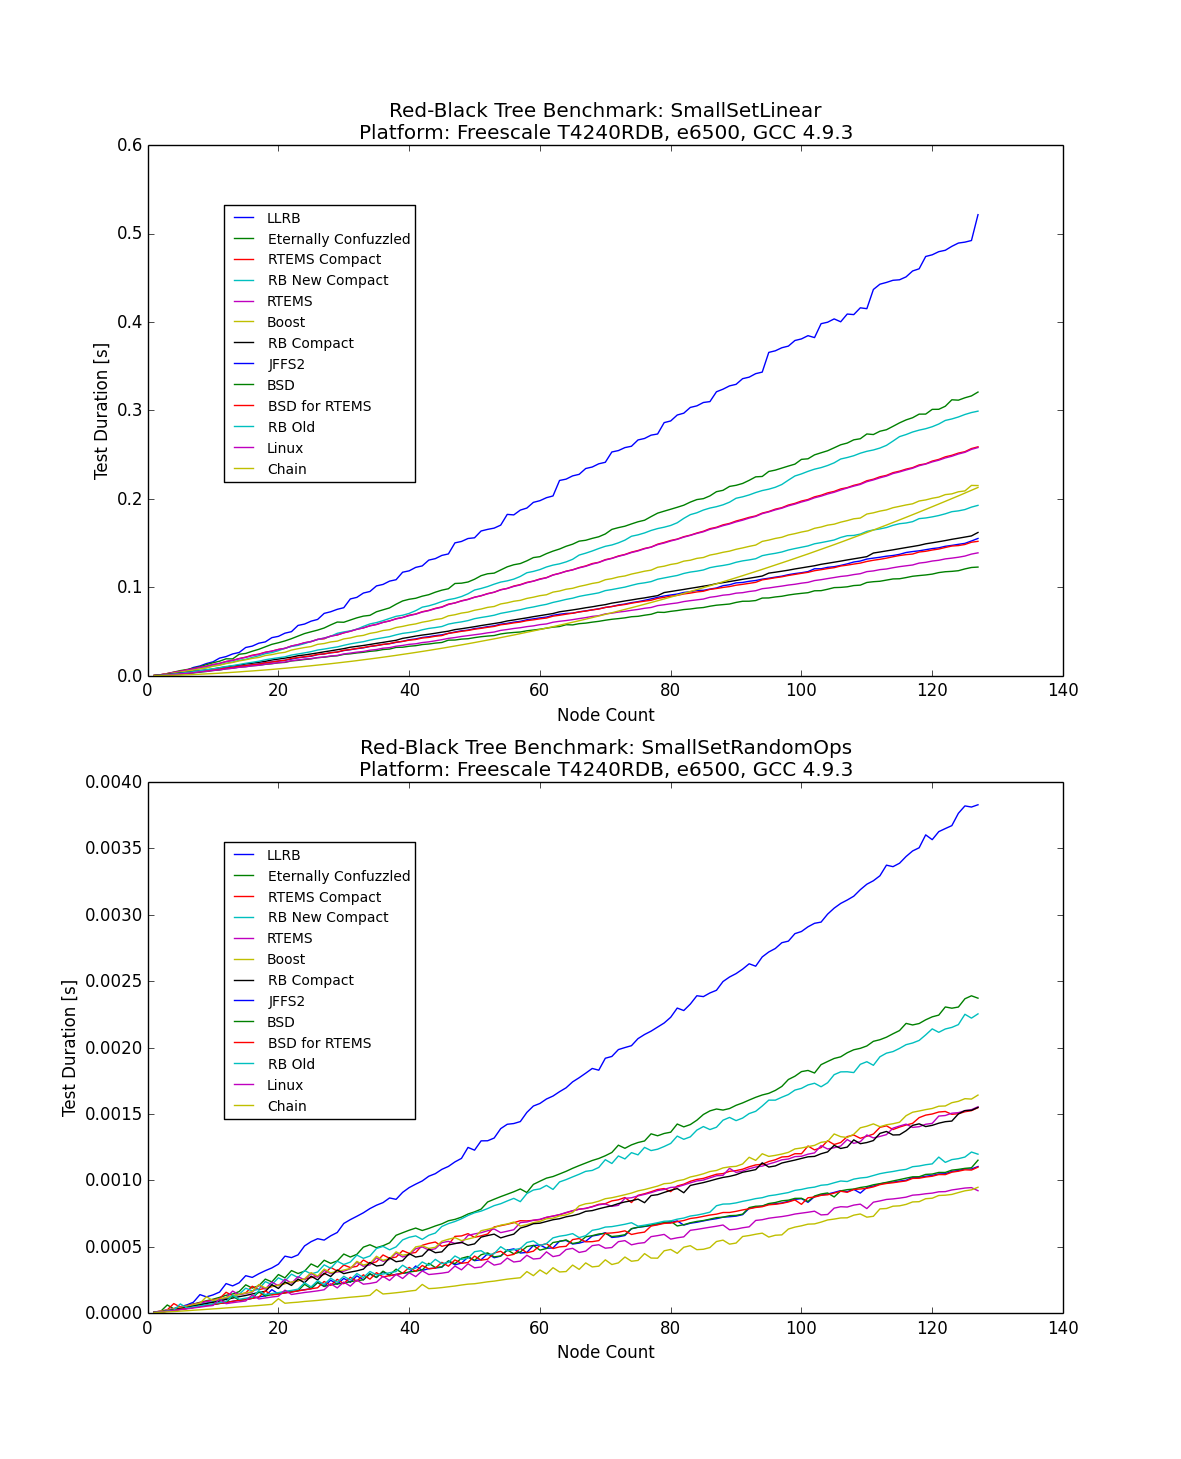 Red-Black Tree Benchmark: SmallSetLinear
Platform: Freescale T4240RDB, e6500, GCC 4.9.3
0.6
0.5
0.4
0.3
0.2
0.1
0.0
Test Duration [s]
LLRB
Eternally Confuzzled
RTEMS Compact
RB New Compact
RTEMS
Boost
RB Compact
JFFS2
BSD
BSD for RTEMS
RB Old
Linux
Chain
0 20 40 60 80 100 120 140
Node Count
Red-Black Tree Benchmark: SmallSetRandomOps
Platform: Freescale T4240RDB, e6500, GCC 4.9.3
0.0040
0.0035
0.0030
0.0025
0.0020
0.0015
0.0010
0.0005
0.0000
Test Duration [s]
LLRB
Eternally Confuzzled
RTEMS Compact
RB New Compact
RTEMS
Boost
RB Compact
JFFS2
BSD
BSD for RTEMS
RB Old
Linux
Chain
0 20 40 60 80 100 120 140
Node Count